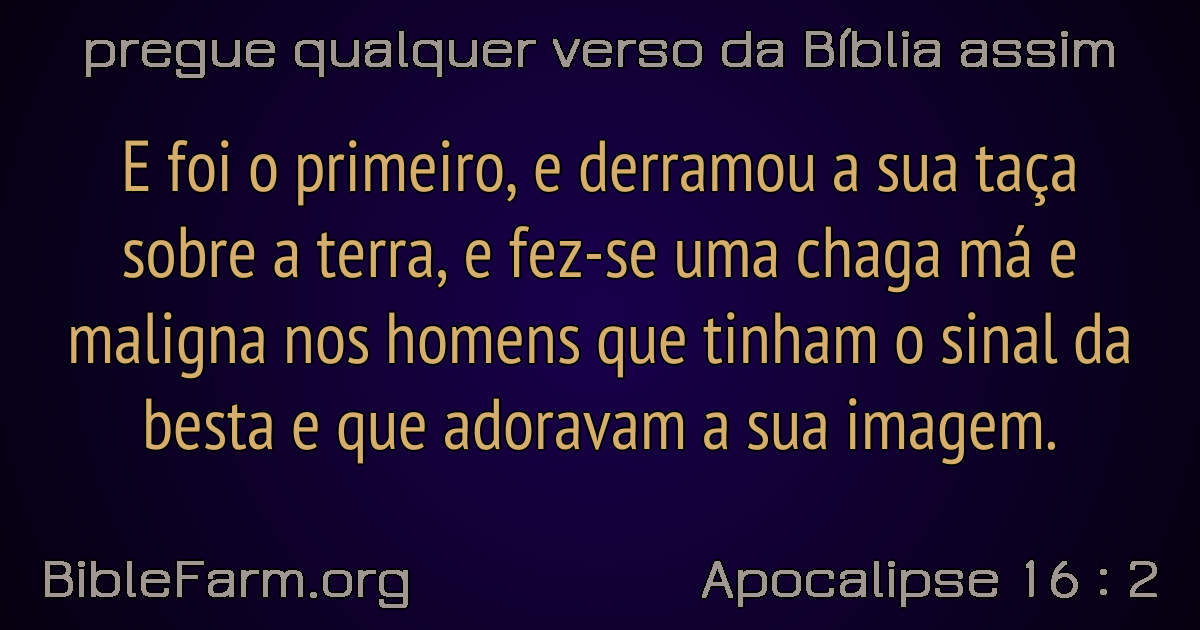 pregue qualquer verso da Bíblia assim
E foi o primeiro, e derramou a sua taça
sobre a terra, e fez-se uma chaga má e
maligna nos homens que tinham o sinal da
besta e que adoravam a sua imagem.
BibleFarm.org
Apocalipse 16 : 2